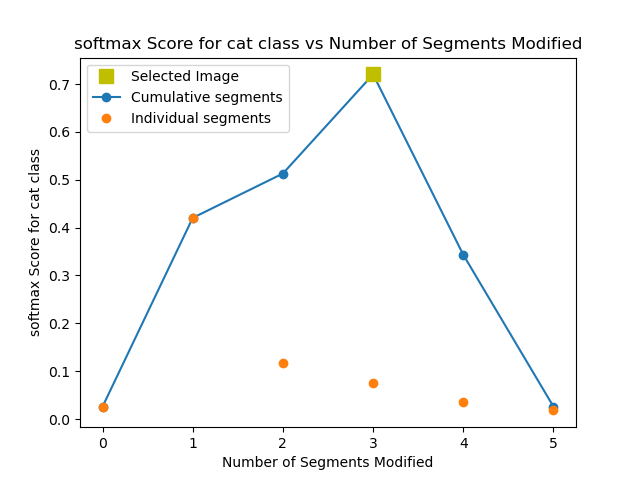 softmax Score for cat class vs Number of Segments Modified
Selected Image
Cumulative segments
Individual segments
softmax Score for cat class
0.7
0.6
0.5
0.4
0.3
0.2
0.1
0.0
0 1 2 3 4 5
Number of Segments Modified